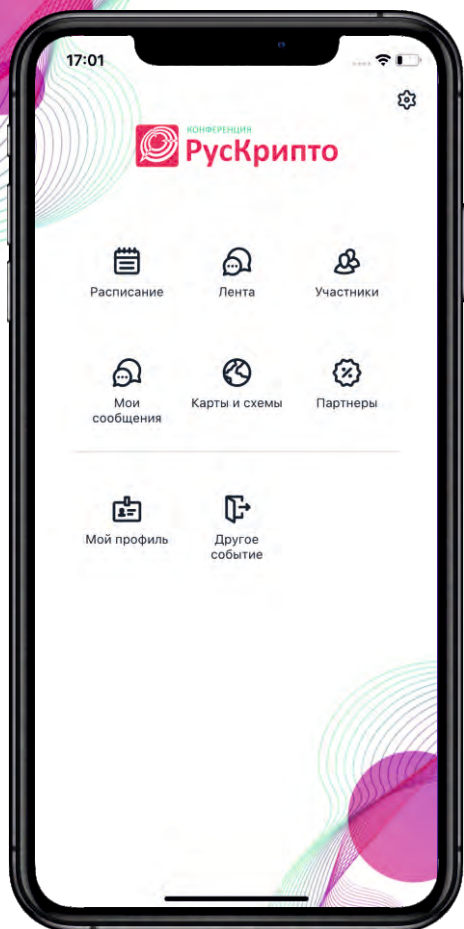 17:01
КОНФЕРЕНЦИЯ
РусКрипто
Расписание
Лента
Участники
Мои
сообщения
Карты и схемы
Партнеры
Мой профиль
Другое
событие